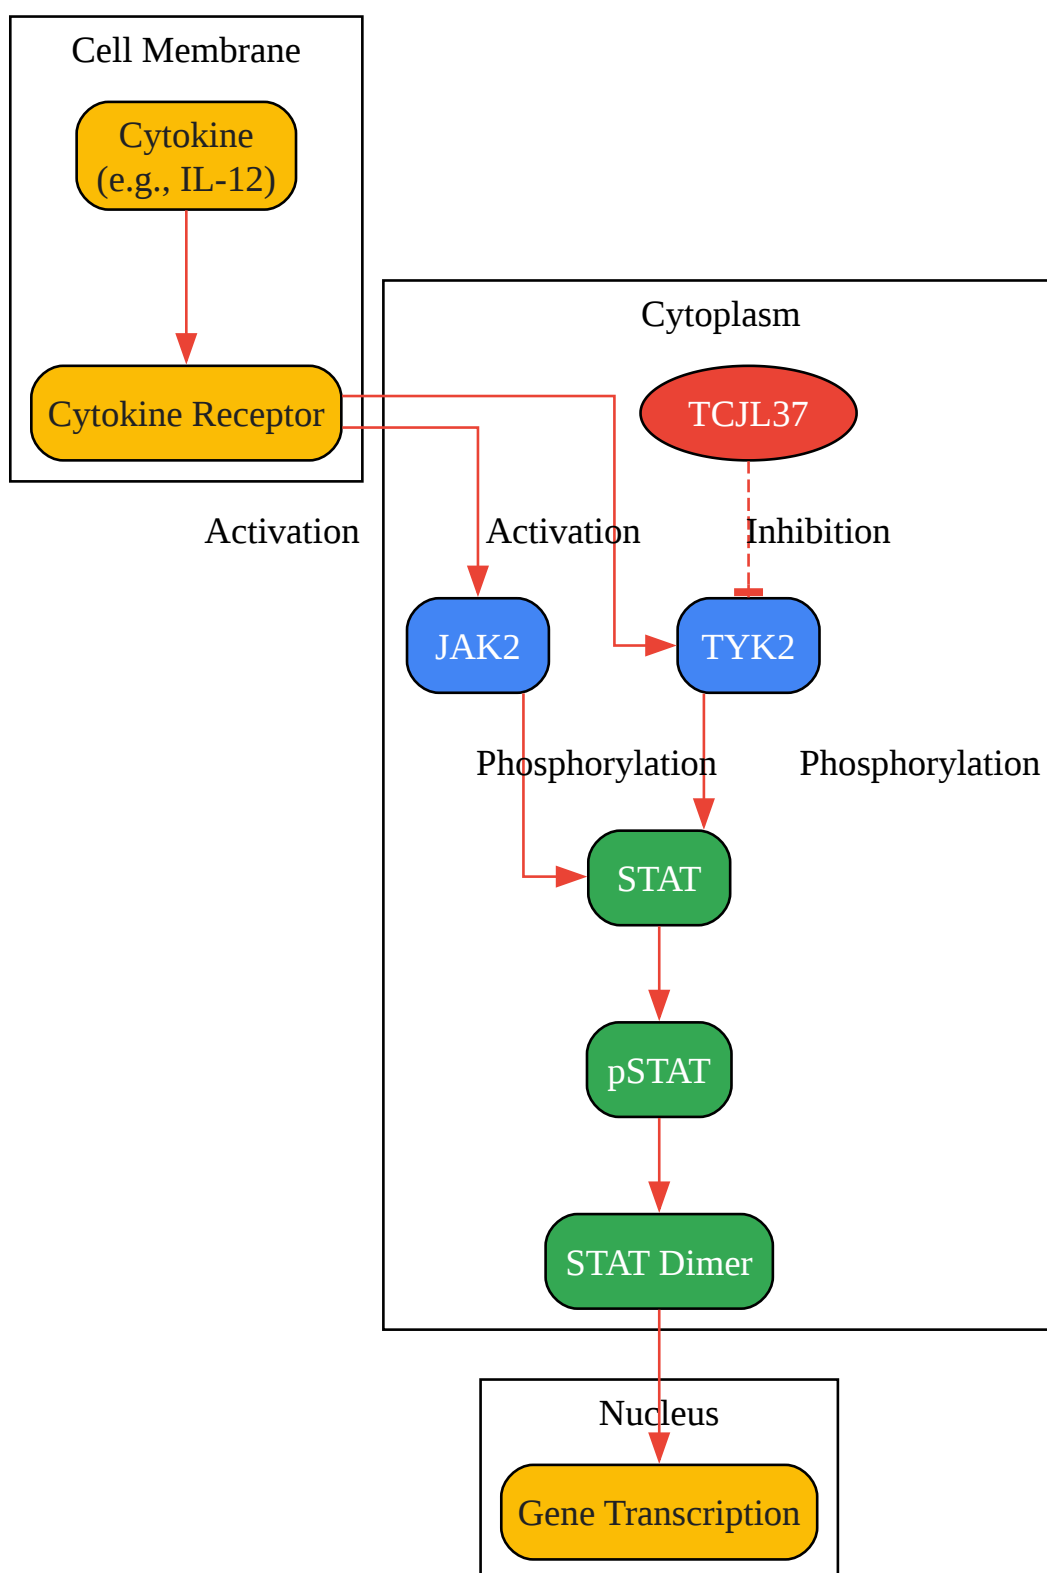 Cell Membrane
Cytokine
(e.g., IL-12)
Cytokine Receptor
Cytoplasm
TCJL37
Activation
Activation
Inhibition
JAK2
TYK2
Phosphorylation
Phosphorylation
STAT
pSTAT
STAT Dimer
Nucleus
Gene Transcription